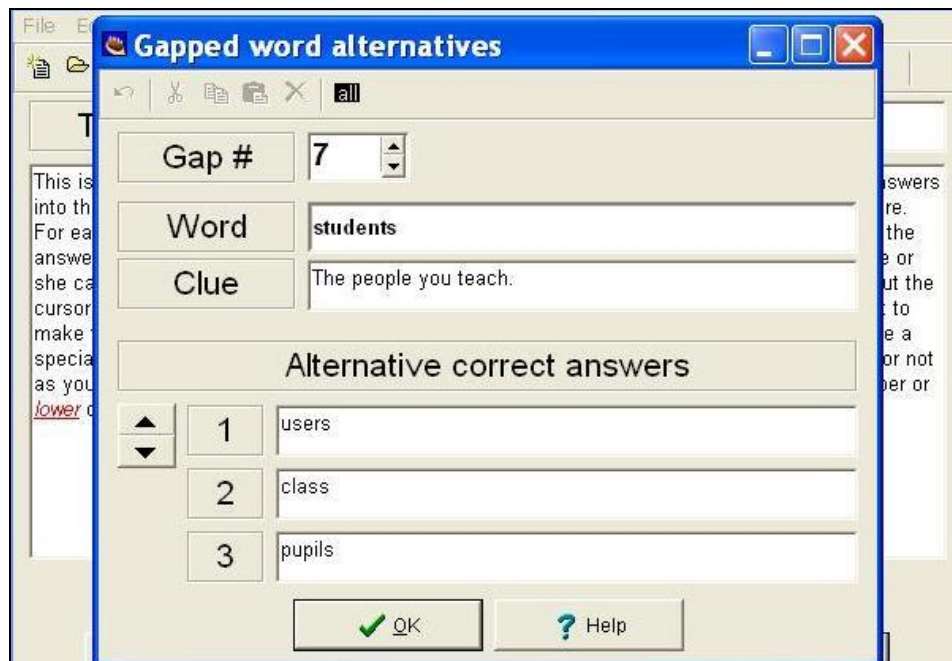 File
Gapped word alternatives
all
Gap # 7
This is swers
into th re.
For ea the
Word students
answe e or
she ca ut the
Clue The people you teach.
cursor to
make e a
specia or not
Alternative correct answers
as you per or
lower
1 users
2 class
3 pupils
OK Help